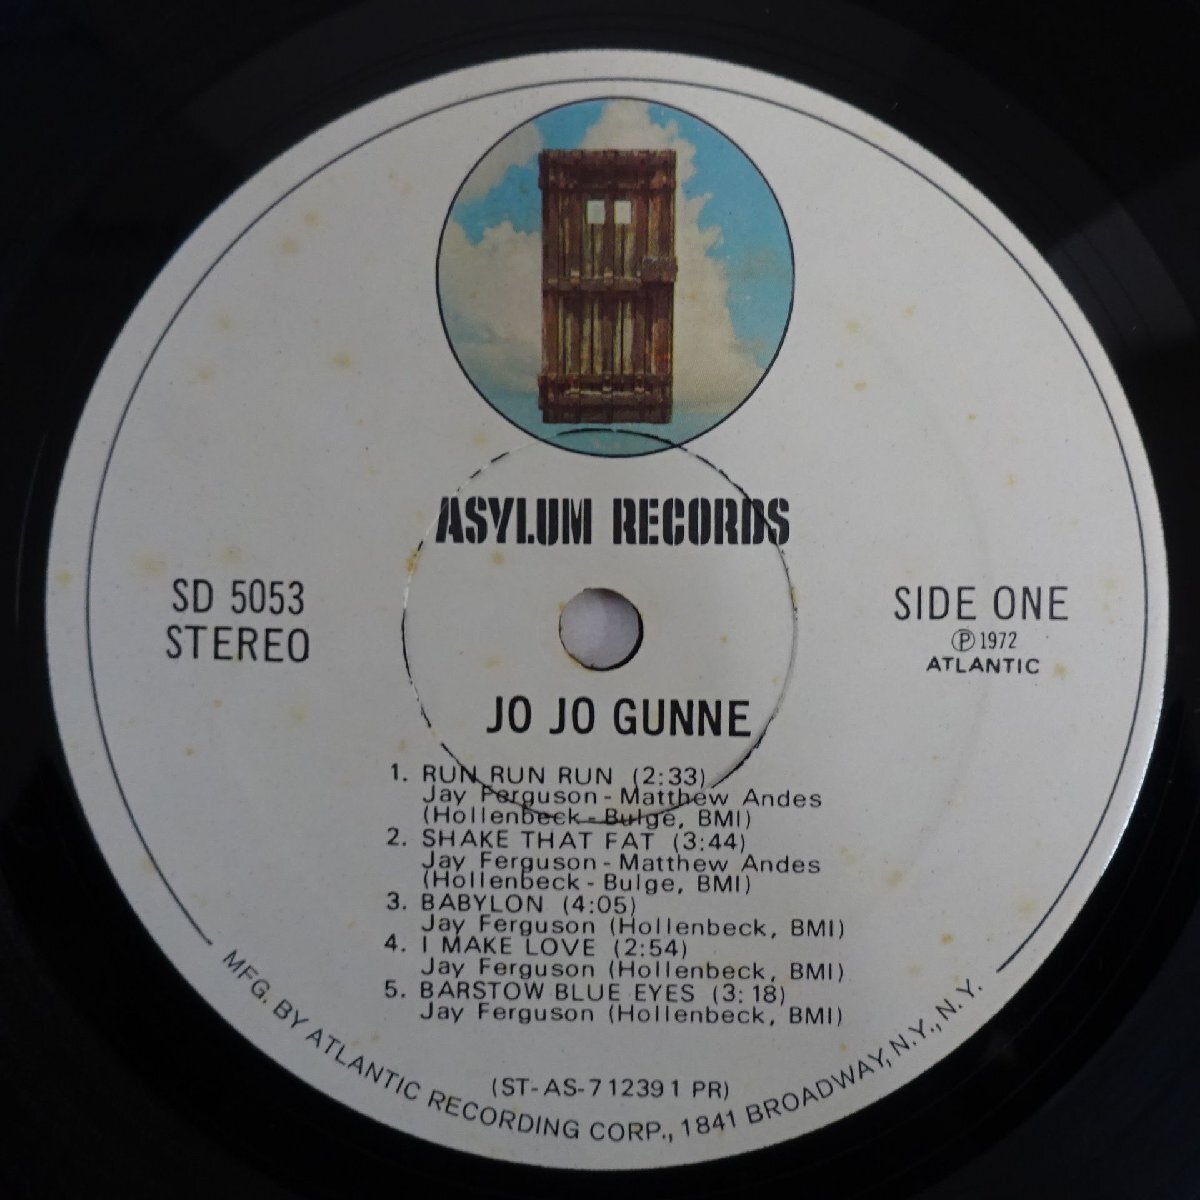 ASYLUM RECORDS
SD 5053
STEREO
SIDE ONE
Ⓟ 1972
ATLANTIC
JO JO GUNNE
1. RUN RUN RUN (2:33)
Jay Ferguson - Matthew Andes
(Hollenbeck - Bulge, BMI)
2. SHAKE THAT FAT (3:44)
Jay Ferguson - Matthew Andes
(Hollenbeck - Bulge, BMI)
3. BABYLON (4:05)
Jay Ferguson (Hollenbeck, BMI)
4. I MAKE LOVE (2:54)
Jay Ferguson (Hollenbeck, BMI)
5. BARSTOW BLUE EYES (3:18)
Jay Ferguson (Hollenbeck, BMI)
(ST-AS-712391 PR)
MFG. BY ATLANTIC RECORDING CORP., 1841 BROADWAY, N.Y., N.Y.